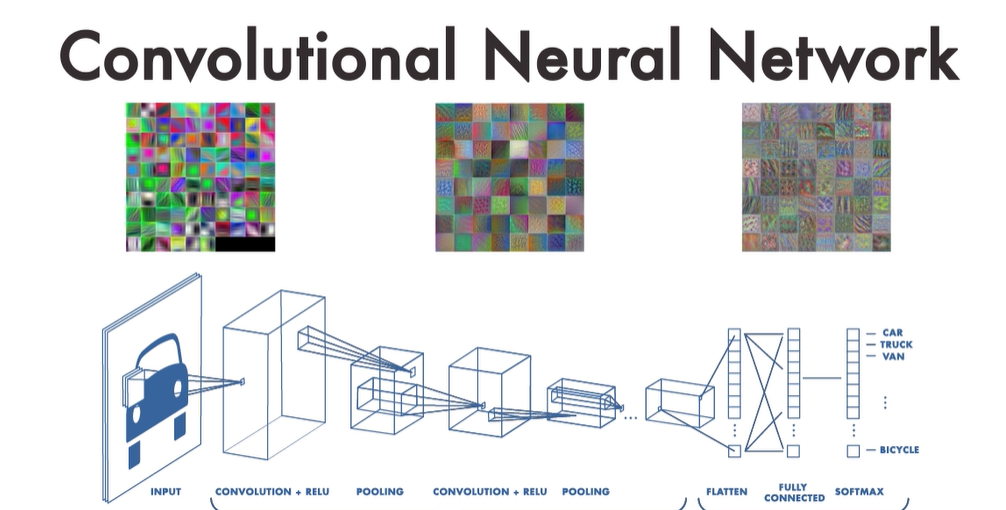 Convolutional Neural Network
CAR
TRUCK
VAN
BICYCLE
INPUT
CONVOLUTION + RELU
POOLING
CONVOLUTION + RELU
POOLING
FLATTEN
FULLY
CONNECTED
SOFTMAX